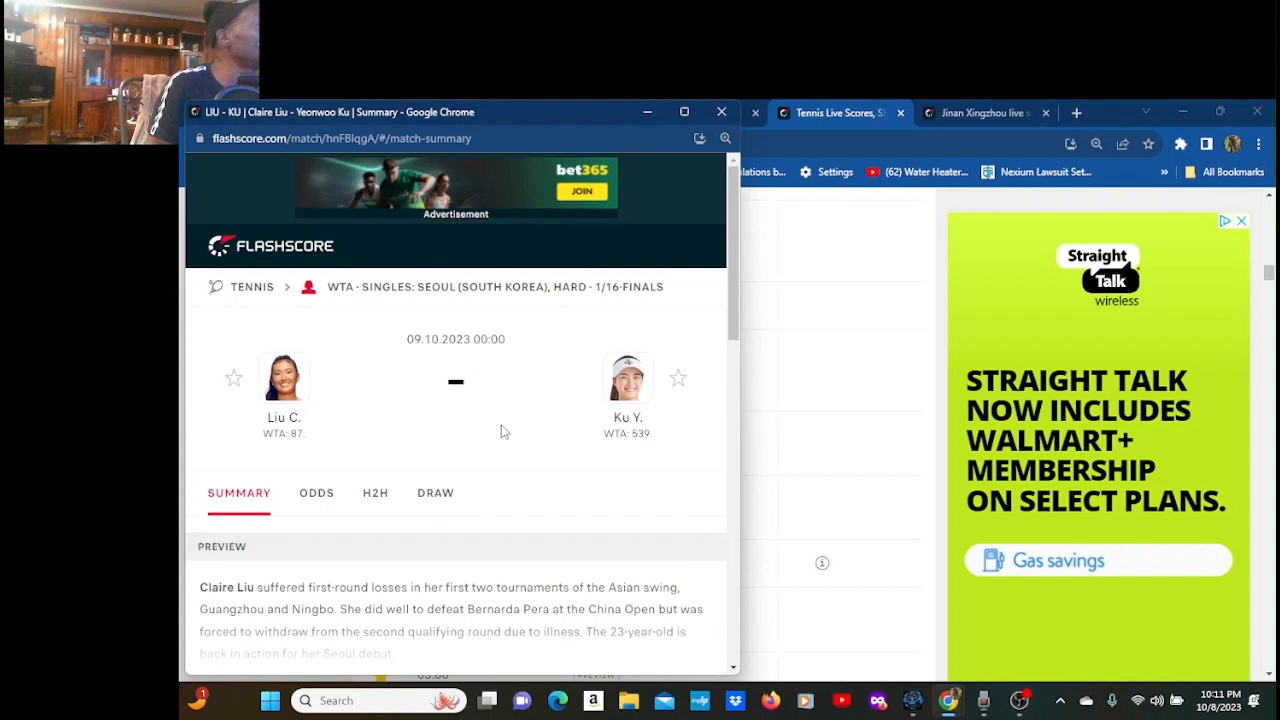 LIU - KU | Claire Liu - Yeonwoo Ku | Summary - Google Chrome
flashscore.com/match/hnFBlqgA/#/match-summary
Tennis Live Scores, S
Jinan Xingzhou live s
lations b...
Settings
(62) Water Heater...
Nexium Lawsuit Set...
»
All Bookmarks
bet365
JOIN
Advertisement
FLASHSCORE
TENNIS > WTA - SINGLES: SEOUL (SOUTH KOREA), HARD - 1/16-FINALS
09.10.2023 00:00
-
Liu C.
WTA: 87.
Ku Y.
WTA: 539.
SUMMARY ODDS H2H DRAW
PREVIEW
Claire Liu suffered first-round losses in her first two tournaments of the Asian swing,
Guangzhou and Ningbo. She did well to defeat Bernarda Pera at the China Open but was
forced to withdraw from the second qualifying round due to illness. The 23-year-old is
back in action for her Seoul debut.
Straight
Talk
wireless
STRAIGHT TALK
NOW INCLUDES
WALMART+
MEMBERSHIP
ON SELECT PLANS.
Gas savings
PREVIEW
1
Search
10:11 PM
10/8/2023